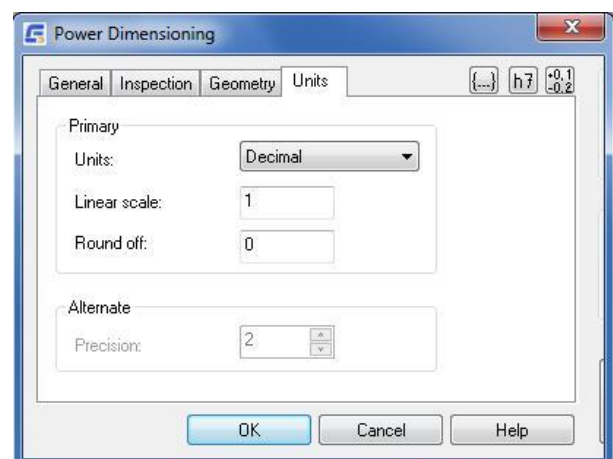 Power Dimensioning
General Inspection Geometry Units {...} h7 +0.1 -0.2
Primary
Units: Decimal
Linear scale: 1
Round off: 0
Alternate
Precision: 2
OK Cancel Help